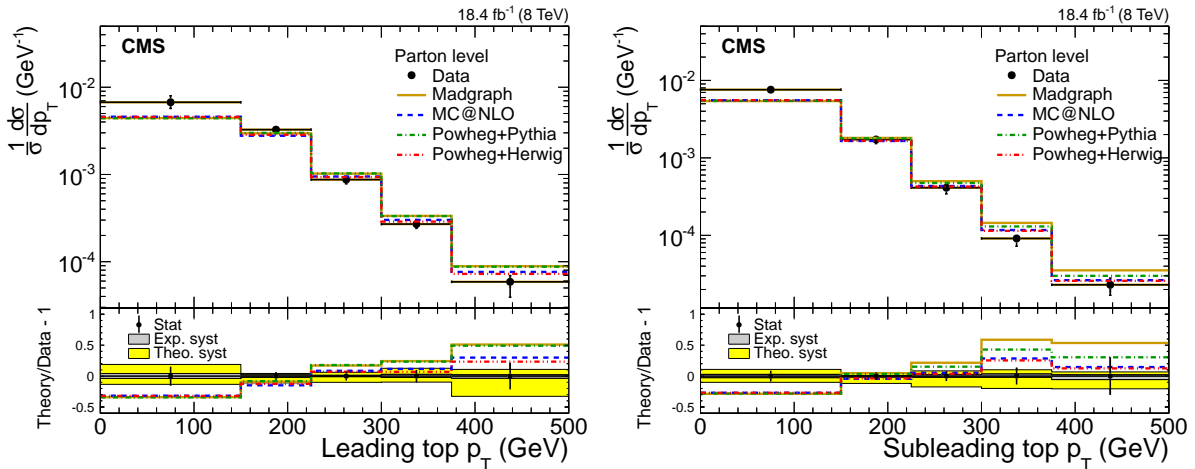 18.4 fb⁻¹ (8 TeV)
CMS
Parton level
Data
Madgraph
MC@NLO
Powheg+Pythia
Powheg+Herwig
1/σ dσ/dp_T (GeV⁻¹)
10⁻²
10⁻³
10⁻⁴
Theory/Data - 1
1
0.5
0
-0.5
Stat
Exp. syst
Theo. syst
0 100 200 300 400 500
Leading top p_T (GeV)
18.4 fb⁻¹ (8 TeV)
CMS
Parton level
Data
Madgraph
MC@NLO
Powheg+Pythia
Powheg+Herwig
1/σ dσ/dp_T (GeV⁻¹)
10⁻²
10⁻³
10⁻⁴
Theory/Data - 1
1
0.5
0
-0.5
Stat
Exp. syst
Theo. syst
0 100 200 300 400 500
Subleading top p_T (GeV)